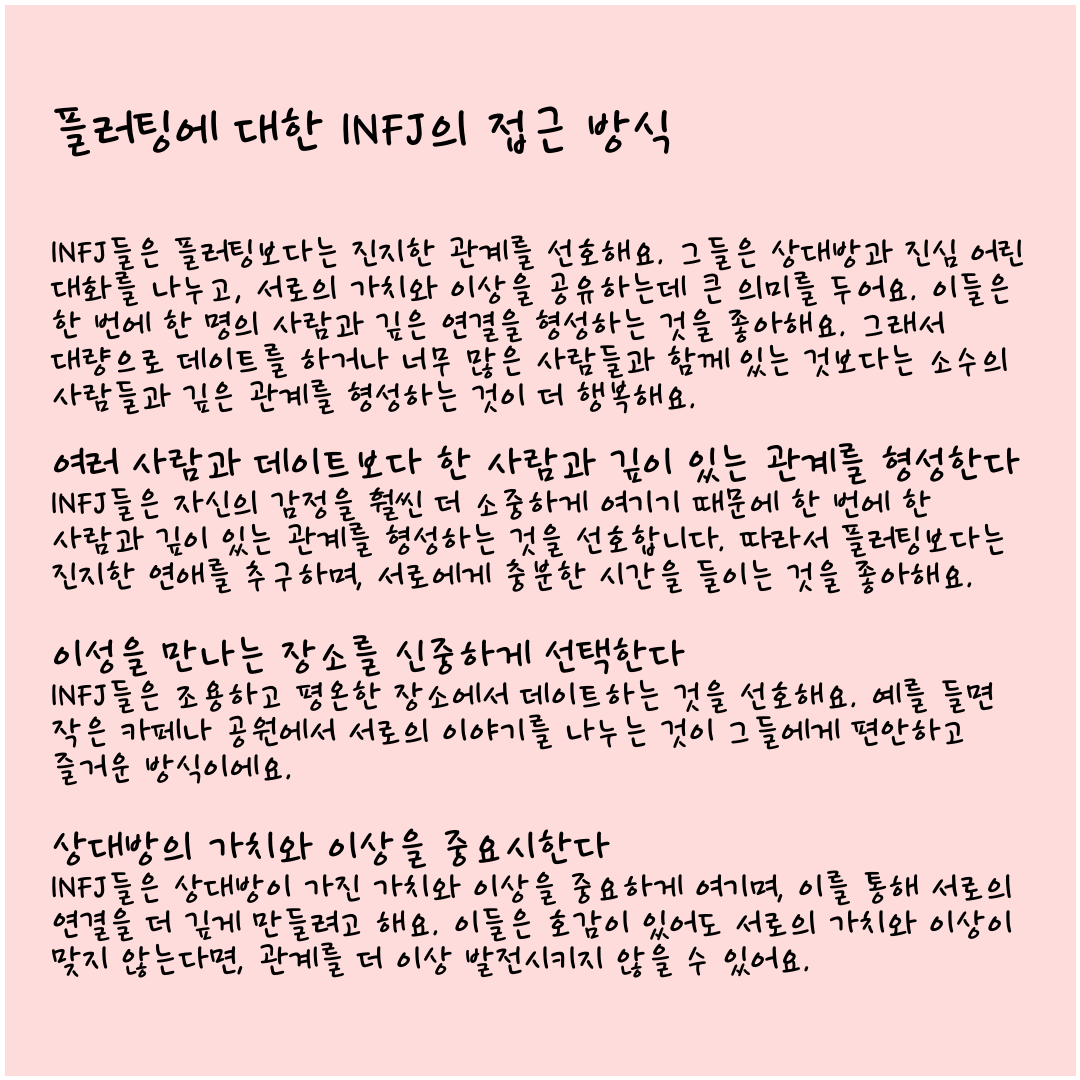 플러팅에 대한 INFJ의 접근 방식
INFJ들은 플러팅보다는 진지한 관계를 선호해요. 그들은 상대방과 진심 어린
대화를 나누고, 서로의 가치와 이상을 공유하는데 큰 의미를 두어요. 이들은
한 번에 한 명의 사람과 깊은 연결을 형성하는 것을 좋아해요. 그래서
대량으로 데이트를 하거나 너무 많은 사람들과 함께 있는 것보다는 소수의
사람들과 깊은 관계를 형성하는 것이 더 행복해요.
여러 사람과 데이트보다 한 사람과 깊이 있는 관계를 형성한다
INFJ들은 자신의 감정을 훨씬 더 소중하게 여기기 때문에 한 번에 한
사람과 깊이 있는 관계를 형성하는 것을 선호합니다. 따라서 플러팅보다는
진지한 연애를 추구하며, 서로에게 충분한 시간을 들이는 것을 좋아해요.
이성을 만나는 장소를 신중하게 선택한다
INFJ들은 조용하고 평온한 장소에서 데이트하는 것을 선호해요. 예를 들면
작은 카페나 공원에서 서로의 이야기를 나누는 것이 그들에게 편안하고
즐거운 방식이에요.
상대방의 가치와 이상을 중요시한다
INFJ들은 상대방이 가진 가치와 이상을 중요하게 여기며, 이를 통해 서로의
연결을 더 깊게 만들려고 해요. 이들은 호감이 있어도 서로의 가치와 이상이
맞지 않는다면, 관계를 더 이상 발전시키지 않을 수 있어요.